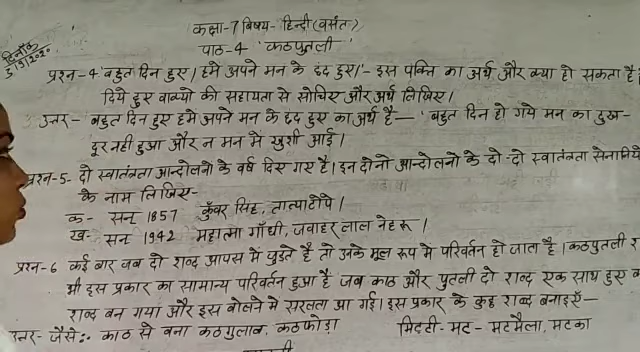 कक्षा-7 विषय- हिन्दी (वसंत)
पाठ-4 'कठपुतली'
दिनाँक
प्रश्न-4 'बहुत दिन हुए / हमे अपने मन के छंद हुए।'- इस पंक्ति का अर्थ और क्या हो सकता है
दिये हुए वाक्यो की सहायता से सोचिए और अर्थ लिखिए।
उत्तर- 'बहुत दिन हुए हमे अपने मन के छंद हुए का अर्थ है— 'बहुत दिन हो गये मन का दुख-
दूर नही हुआ और न मन मे खुशी आई।
प्रश्न-5- दो स्वातंत्रता आन्दोलनो के वर्ष दिए गए है। इन दोनो आन्दोलनो के दो-दो स्वातंत्रता सेनानियो
के नाम लिखिए-
क- सन् 1857 कुँवर सिंह, तात्याटोपे।
ख- सन् 1942 महात्मा गाँधी, जवाहर लाल नेहरू।
प्रश्न-6 कई बार जब दो शब्द आपस मे जुड़ते है तो उनके मूल रूप मे परिवर्तन हो जाता है। कठपुतली
भी इस प्रकार का सामान्य परिवर्तन हुआ है जब काठ और पुतली दो शब्द एक साथ हुए
शब्द बन गया और इस बोलने मे सरलता आ गई। इस प्रकार के कुछ शब्द बनाइऐं—
उत्तर- जैसे:- काठ से बना कठगुलाब, कठफोड़ा मिट्टी-मट- मटमैला, मटका